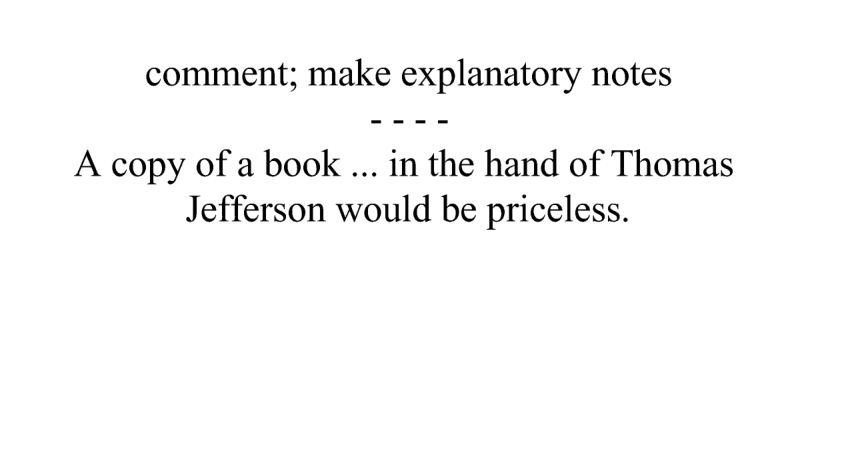 comment; make explanatory notes
- - - -
A copy of a book ... in the hand of Thomas
Jefferson would be priceless.